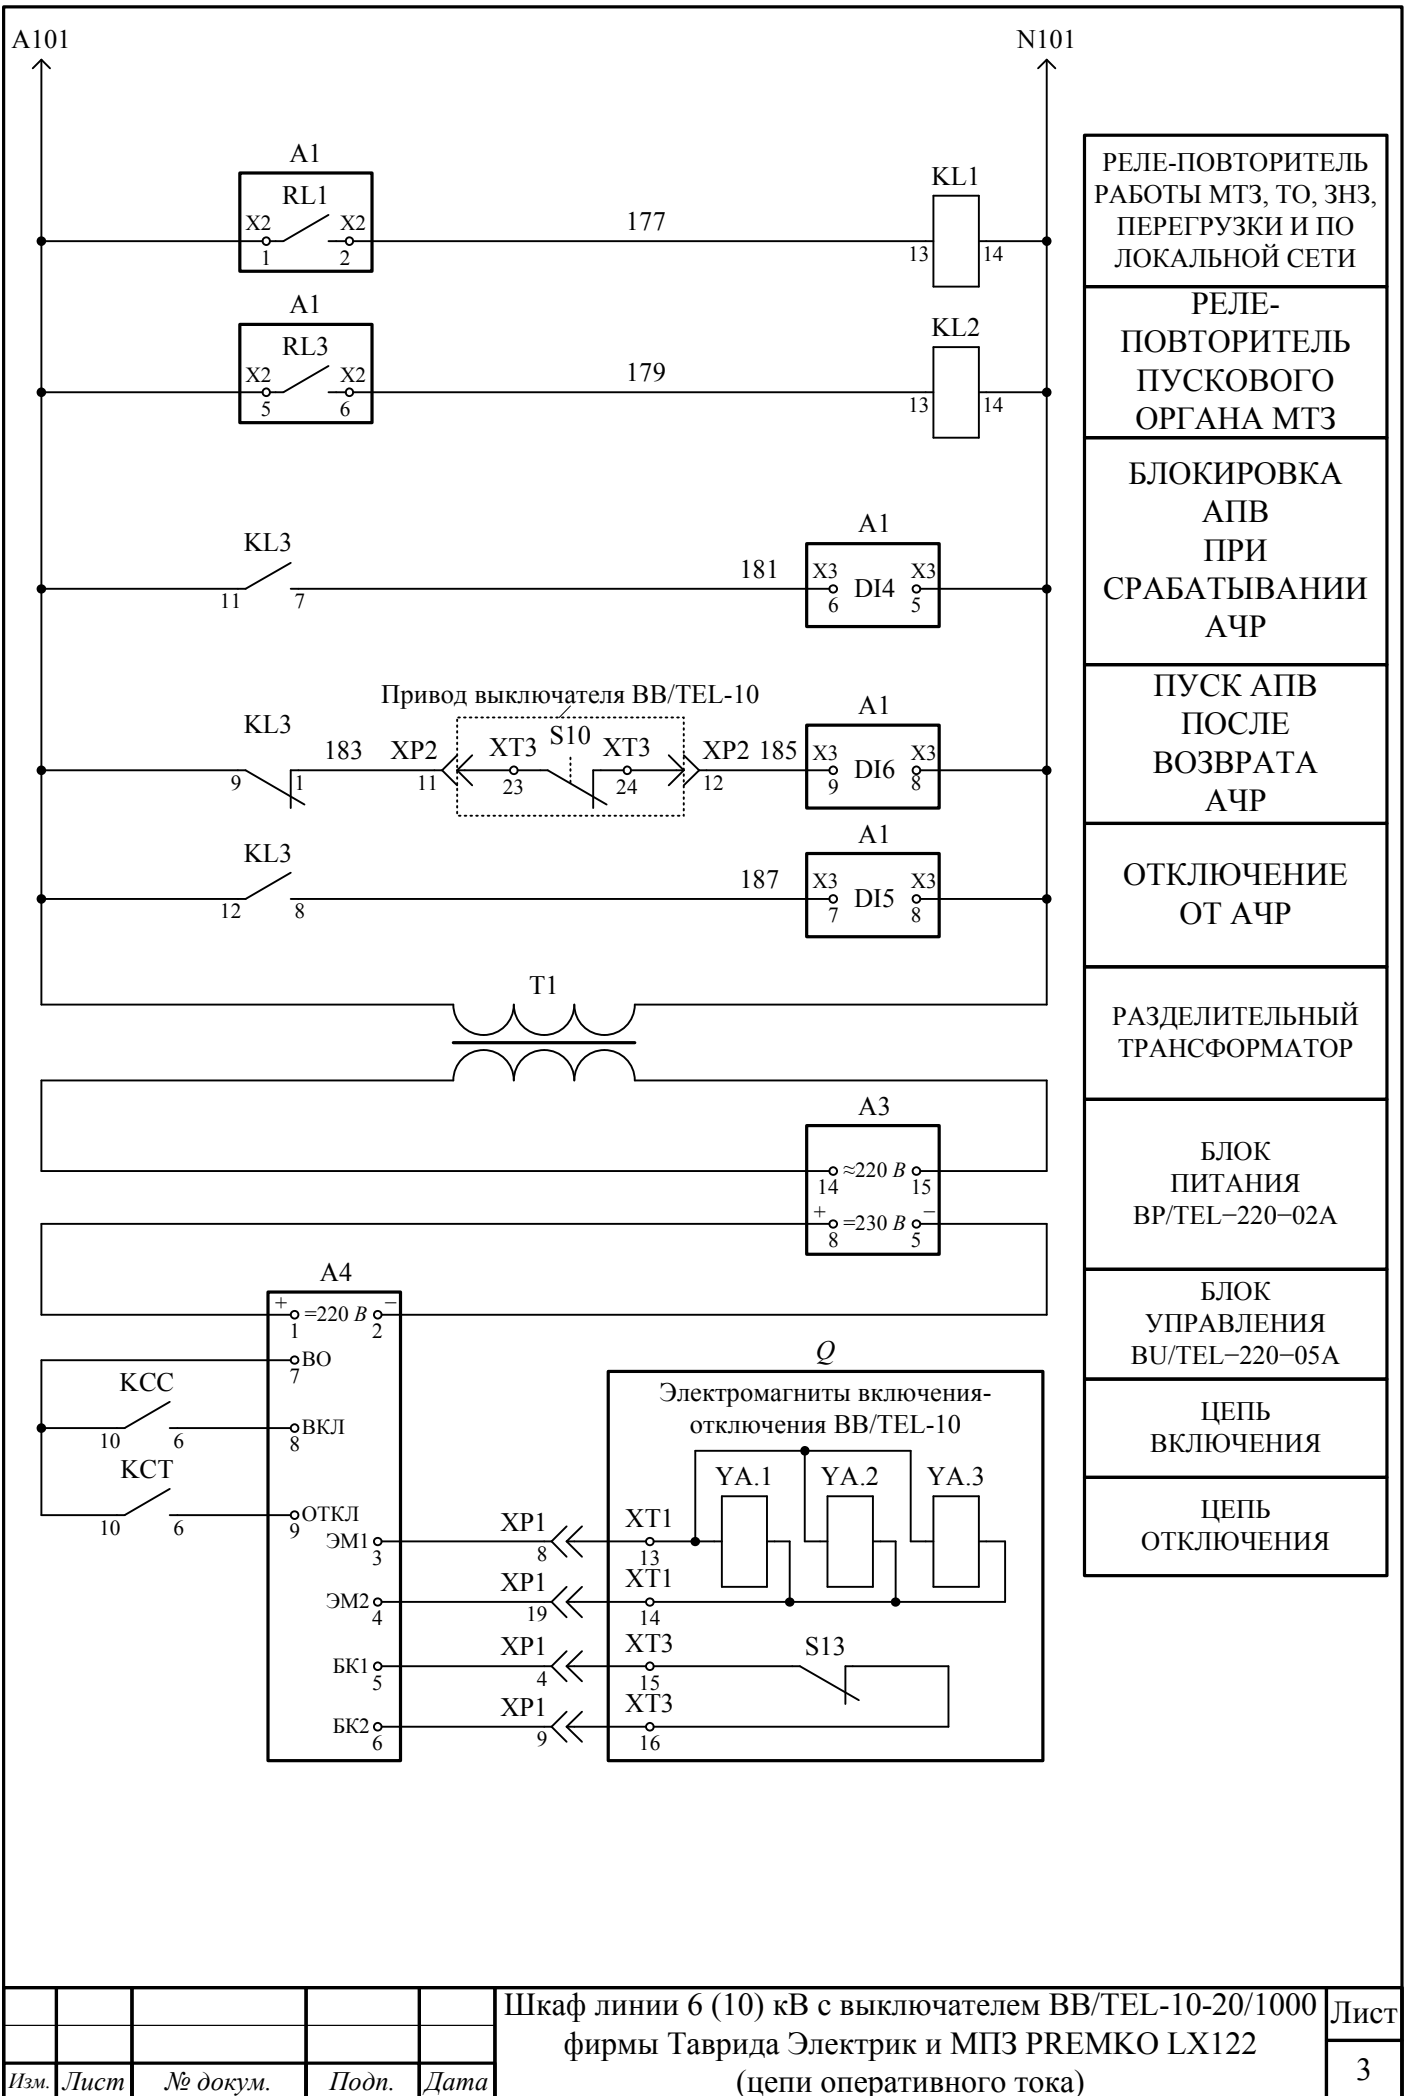 A101
N101
A1
RL1
X2
X2
1
2
177
KL1
13
14
РЕЛЕ-ПОВТОРИТЕЛЬ
РАБОТЫ МТЗ, ТО, ЗНЗ,
ПЕРЕГРУЗКИ И ПО
ЛОКАЛЬНОЙ СЕТИ
A1
RL3
X2
X2
5
6
179
KL2
13
14
РЕЛЕ-
ПОВТОРИТЕЛЬ
ПУСКОВОГО
ОРГАНА МТЗ
KL3
11
7
181
A1
X3
DI4
X3
6
5
БЛОКИРОВКА
АПВ
ПРИ
СРАБАТЫВАНИИ
АЧР
Привод выключателя BB/TEL-10
KL3
9
1
183
XP2
11
XT3
S10
XT3
23
24
XP2
12
185
A1
X3
DI6
X3
9
8
ПУСК АПВ
ПОСЛЕ
ВОЗВРАТА
АЧР
KL3
12
8
187
A1
X3
DI5
X3
7
8
ОТКЛЮЧЕНИЕ
ОТ АЧР
T1
РАЗДЕЛИТЕЛЬНЫЙ
ТРАНСФОРМАТОР
A3
≈220 В
14
15
+
=230 В
−
8
5
БЛОК
ПИТАНИЯ
BP/TEL−220−02A
A4
+
=220 В
−
1
2
БЛОК
УПРАВЛЕНИЯ
BU/TEL−220−05A
ВО
7
KCC
10
6
ВКЛ
8
ЦЕПЬ
ВКЛЮЧЕНИЯ
KCT
10
6
ОТКЛ
9
ЦЕПЬ
ОТКЛЮЧЕНИЯ
Q
Электромагниты включения-
отключения BB/TEL-10
YA.1
YA.2
YA.3
ЭМ1
3
XP1
8
XT1
13
ЭМ2
4
XP1
19
XT1
14
БК1
5
XP1
4
XT3
15
S13
БК2
6
XP1
9
XT3
16
Изм.
Лист
№ докум.
Подп.
Дата
Шкаф линии 6 (10) кВ с выключателем BB/TEL-10-20/1000
фирмы Таврида Электрик и МПЗ PREMKO LX122
(цепи оперативного тока)
Лист
3